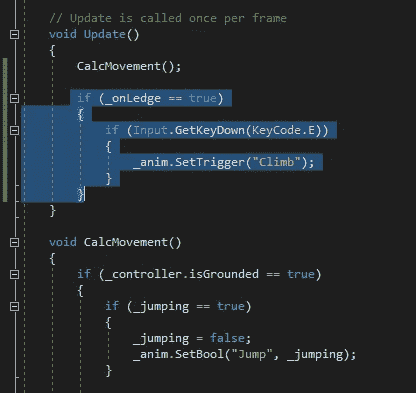 // Update is called once per frame
void Update()
{
CalcMovement();
if (_onLedge == true)
{
if (Input.GetKeyDown(KeyCode.E))
{
_anim.SetTrigger("Climb");
}
}
}
void CalcMovement()
{
if (_controller.isGrounded == true)
{
if (_jumping == true)
{
_jumping = false;
_anim.SetBool("Jump", _jumping);
}